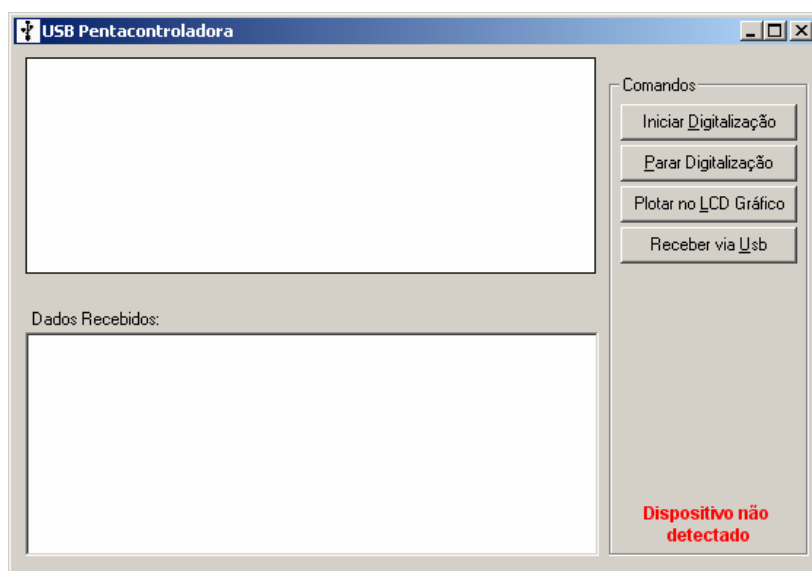 USB Pentacontroladora
Comandos
Iniciar Digitalização
Parar Digitalização
Plotar no LCD Gráfico
Receber via Usb
Dados Recebidos:
Dispositivo não
detectado